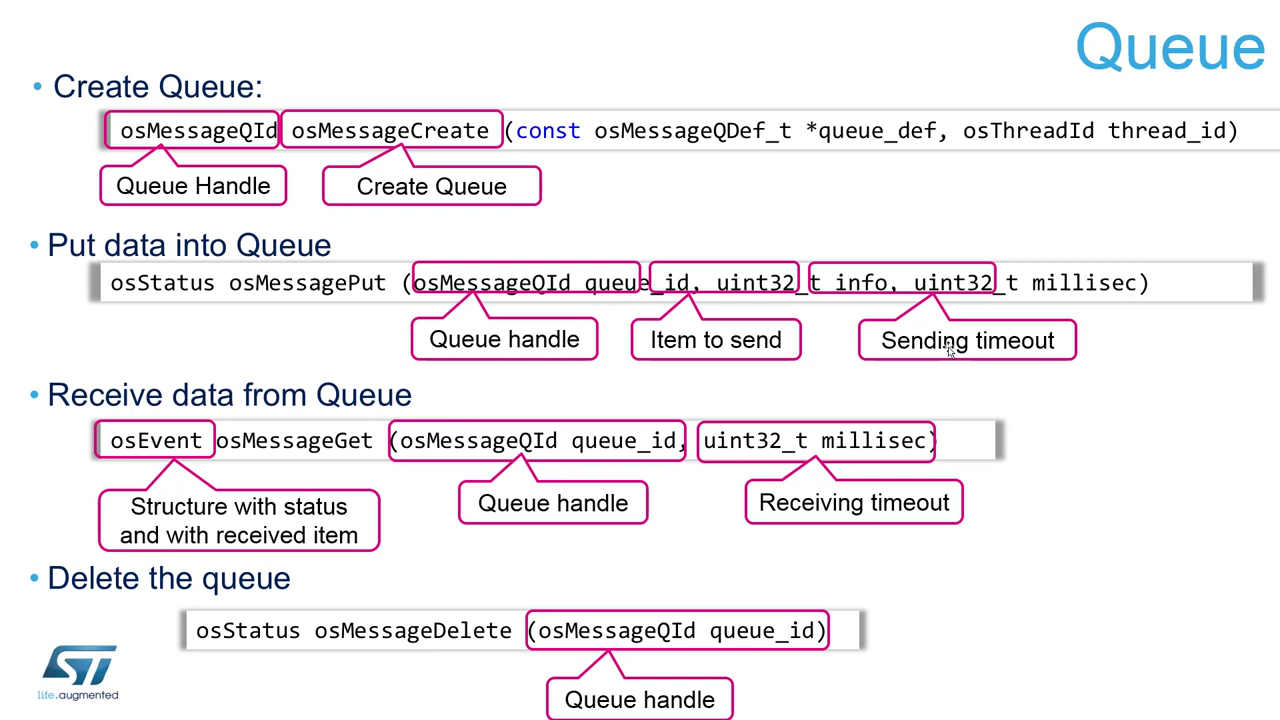 Queue
• Create Queue:
osMessageQId osMessageCreate (const osMessageQDef_t *queue_def, osThreadId thread_id)
Queue Handle
Create Queue
• Put data into Queue
osStatus osMessagePut (osMessageQId queue_id, uint32_t info, uint32_t millisec)
Queue handle
Item to send
Sending timeout
• Receive data from Queue
osEvent osMessageGet (osMessageQId queue_id, uint32_t millisec)
Structure with status
and with received item
Queue handle
Receiving timeout
• Delete the queue
osStatus osMessageDelete (osMessageQId queue_id)
Queue handle
ST
life.augmented